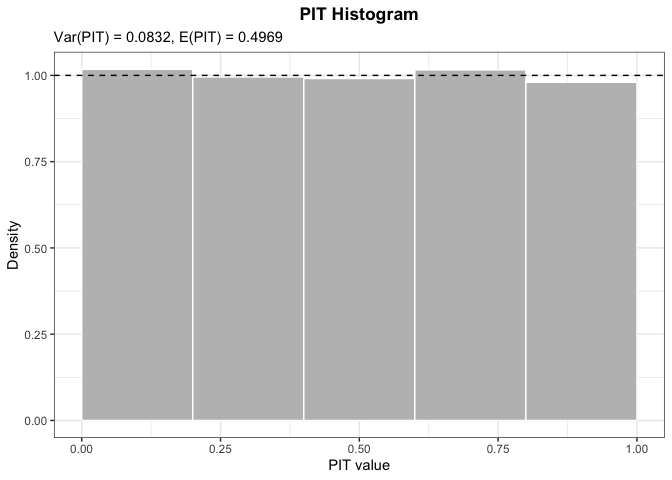 PIT Histogram
Var(PIT) = 0.0832, E(PIT) = 0.4969
1.00
0.75
0.50
0.25
0.00
Density
0.00 0.25 0.50 0.75 1.00
PIT value